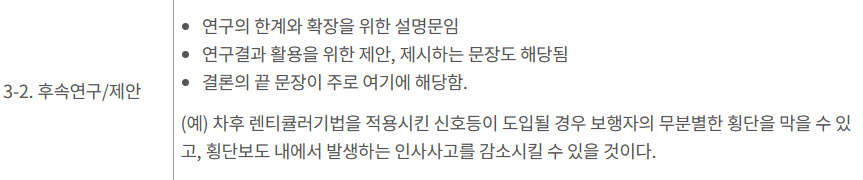 3-2. 후속연구/제안
• 연구의 한계와 확장을 위한 설명문임
• 연구결과 활용을 위한 제안, 제시하는 문장도 해당됨
• 결론의 끝 문장이 주로 여기에 해당함.
(예) 차후 렌티큘러기법을 적용시킨 신호등이 도입될 경우 보행자의 무분별한 횡단을 막을 수 있
고, 횡단보도 내에서 발생하는 인사사고를 감소시킬 수 있을 것이다.